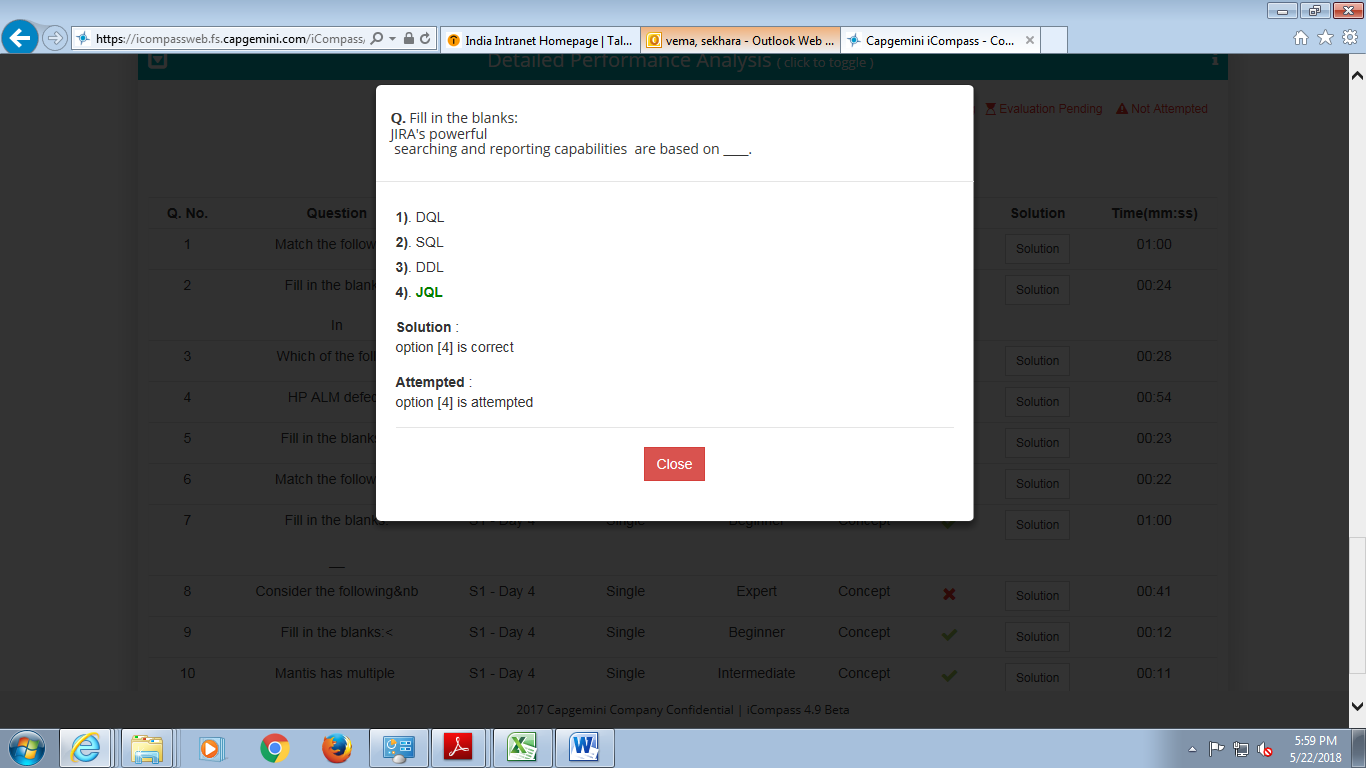 https://icompassweb.fs.capgemini.com/iCompass,
India Intranet Homepage | Tal...
vema, sekhara - Outlook Web ...
Capgemini iCompass - Co...
Detailed Performance Analysis ( click to toggle )
Evaluation Pending
Not Attempted
Q. Fill in the blanks:
JIRA's powerful
searching and reporting capabilities are based on ____.
1). DQL
2). SQL
3). DDL
4). JQL
Solution :
option [4] is correct
Attempted :
option [4] is attempted
Close
Q. No. Question Solution Time(mm:ss)
1 Match the follow Solution 01:00
2 Fill in the blank Solution 00:24
In
3 Which of the foll Solution 00:28
4 HP ALM defec Solution 00:54
5 Fill in the blank Solution 00:23
6 Match the follow Solution 00:22
7 Fill in the blank S1 - Day 4 Single Beginner Concept Solution 01:00
__
8 Consider the following&nb S1 - Day 4 Single Expert Concept Solution 00:41
9 Fill in the blanks:< S1 - Day 4 Single Beginner Concept Solution 00:12
10 Mantis has multiple S1 - Day 4 Single Intermediate Concept Solution 00:11
2017 Capgemini Company Confidential | iCompass 4.9 Beta
5:59 PM
5/22/2018